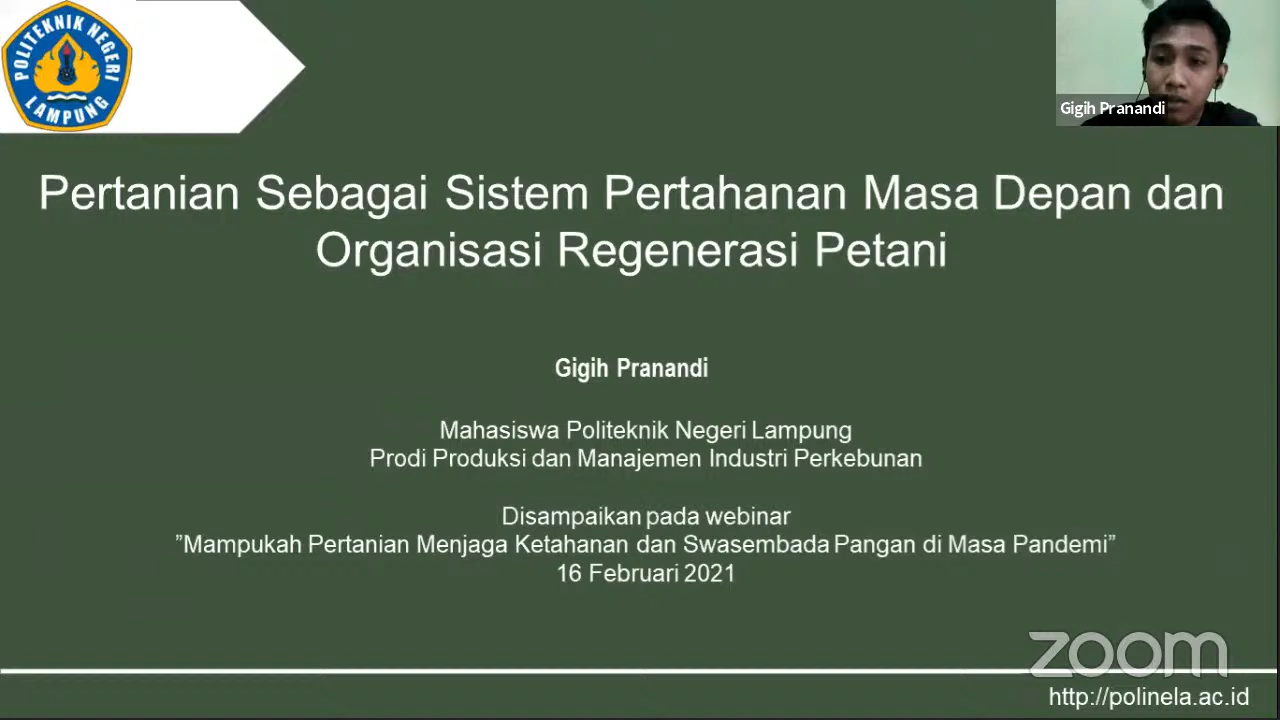 POLITEKNIK NEGERI
LAMPUNG
Gigih Pranandi
Pertanian Sebagai Sistem Pertahanan Masa Depan dan
Organisasi Regenerasi Petani
Gigih Pranandi
Mahasiswa Politeknik Negeri Lampung
Prodi Produksi dan Manajemen Industri Perkebunan
Disampaikan pada webinar
”Mampukah Pertanian Menjaga Ketahanan dan Swasembada Pangan di Masa Pandemi”
16 Februari 2021
zoom
http://polinela.ac.id